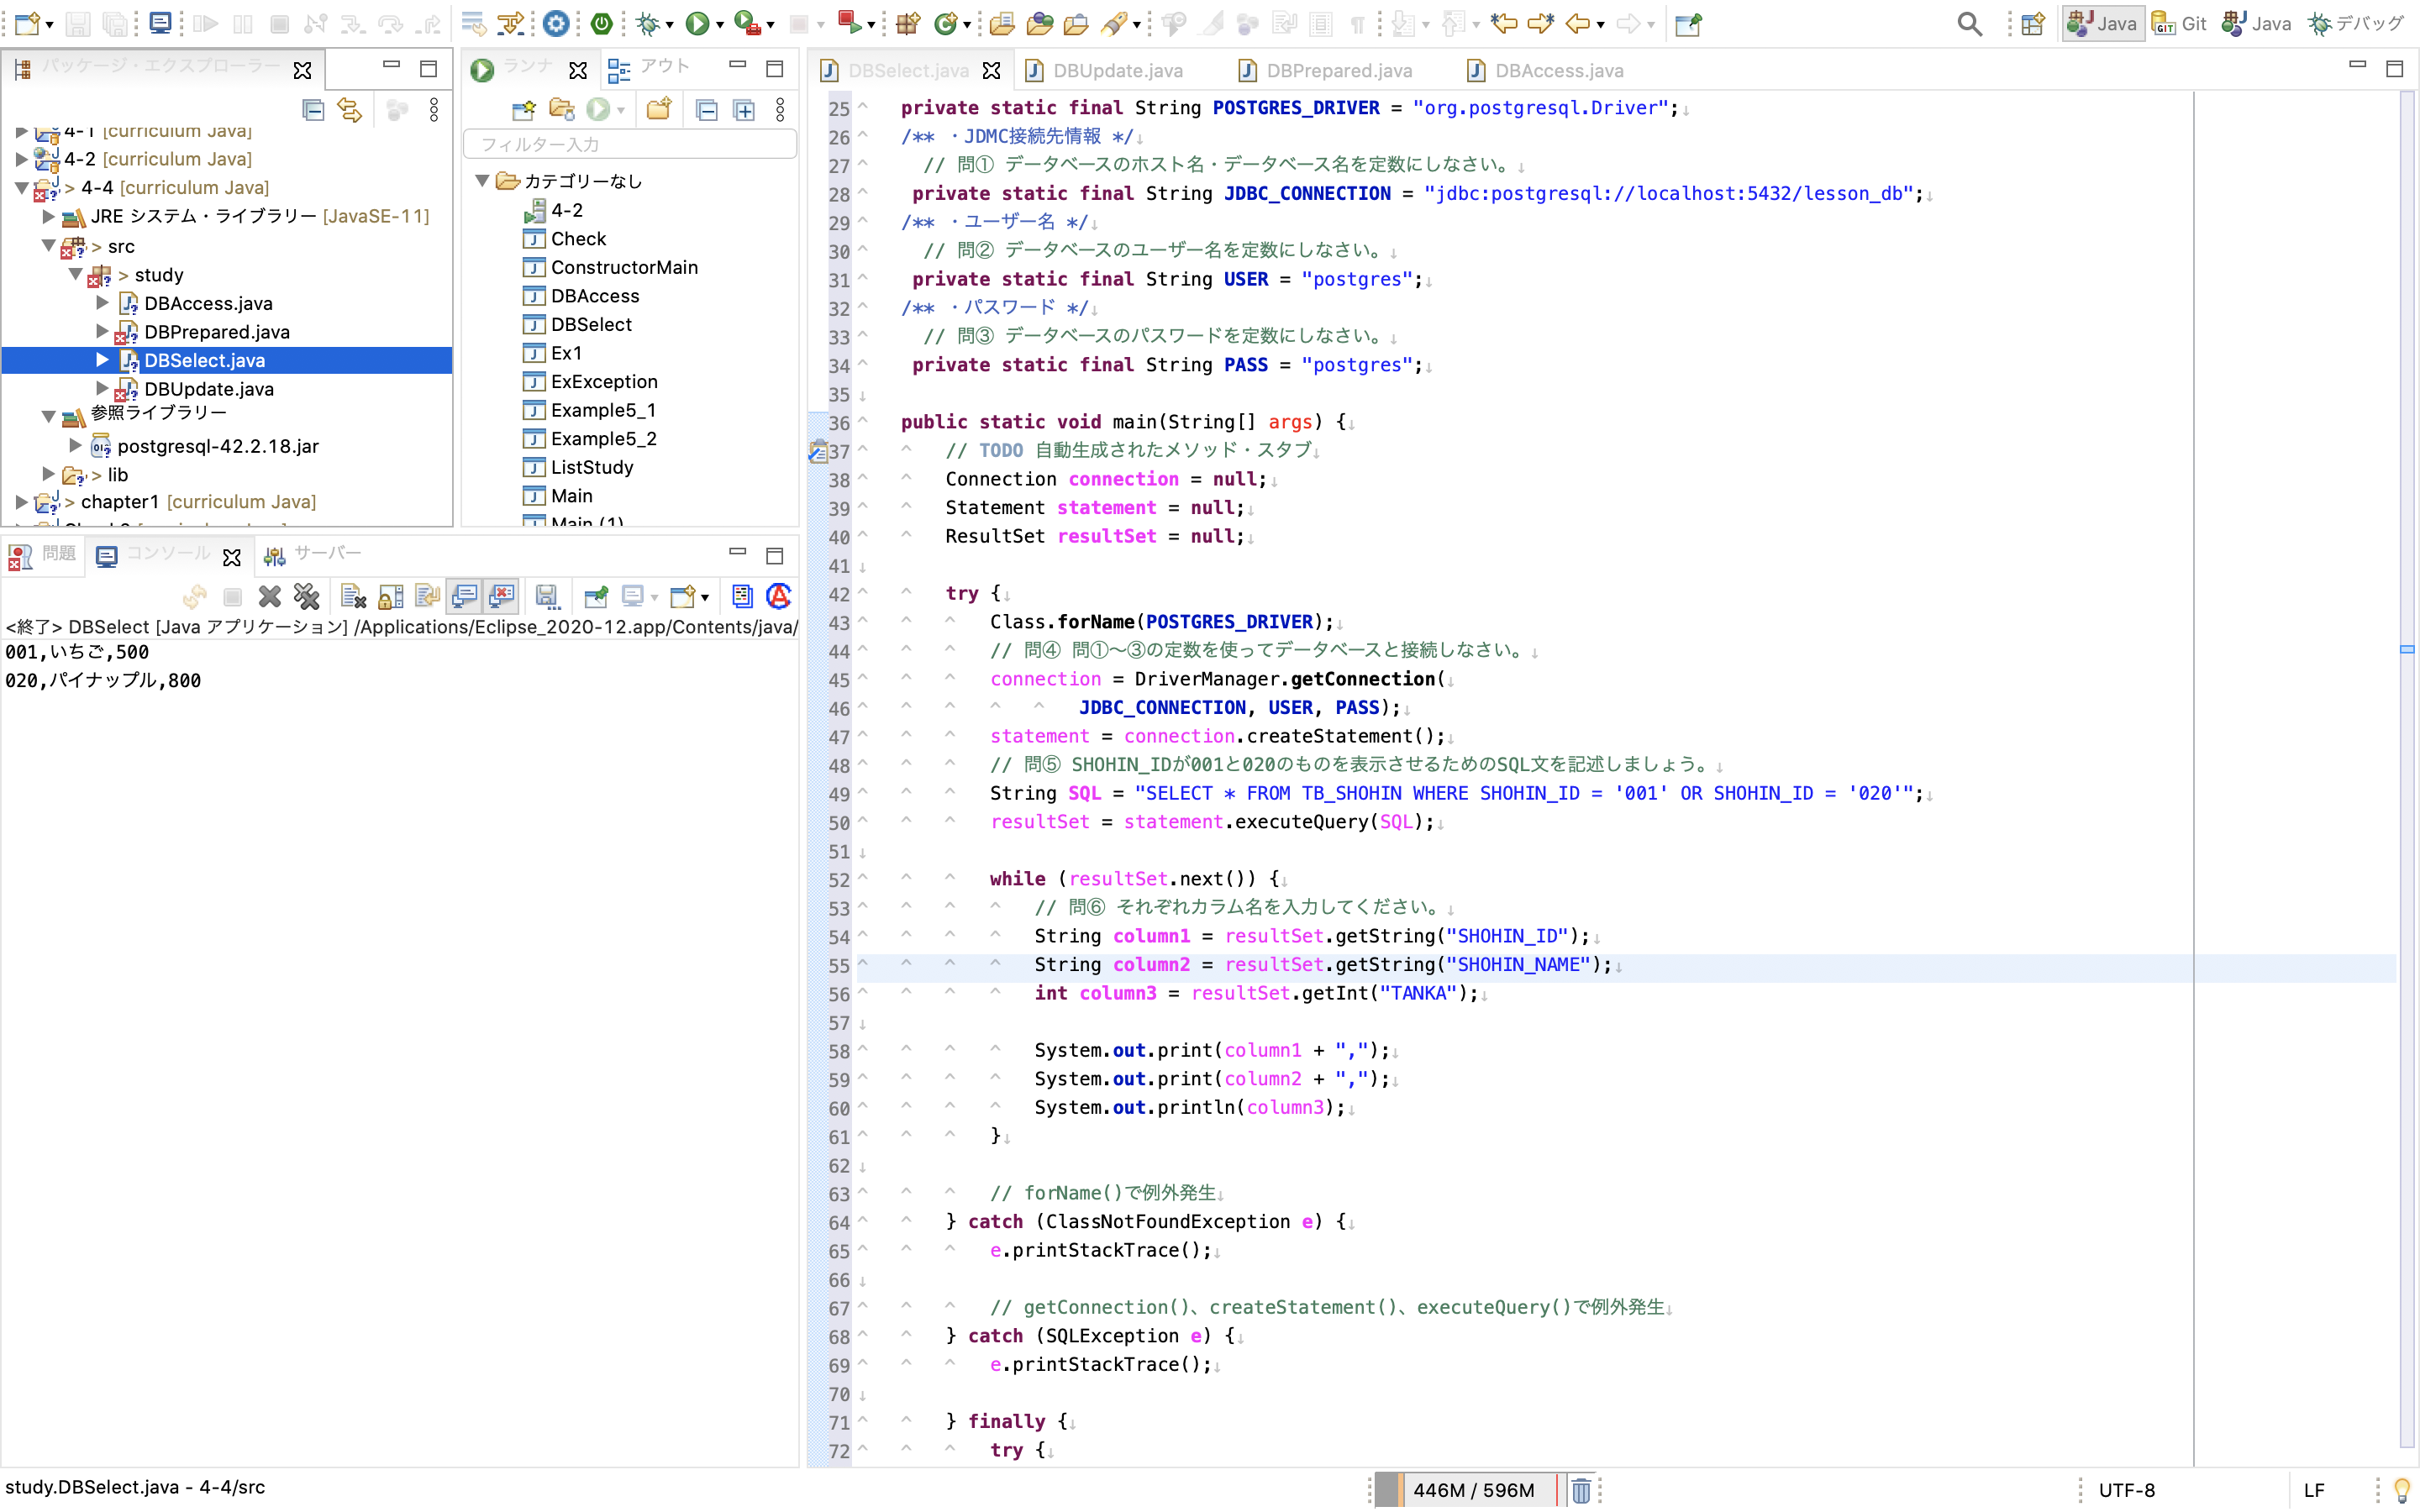 Java
Git
Java
デバッグ
パッケージ・エクスプローラー
4-1 [curriculum Java]
4-2 [curriculum Java]
> 4-4 [curriculum Java]
JRE システム・ライブラリー [JavaSE-11]
> src
> study
DBAccess.java
DBPrepared.java
DBSelect.java
DBUpdate.java
参照ライブラリー
postgresql-42.2.18.jar
> lib
> chapter1 [curriculum Java]
ランナ
アウト
フィルター入力
カテゴリーなし
4-2
Check
ConstructorMain
DBAccess
DBSelect
Ex1
ExException
Example5_1
Example5_2
ListStudy
Main
Main (1)
問題
コンソール
サーバー
<終了> DBSelect [Java アプリケーション] /Applications/Eclipse_2020-12.app/Contents/java/
001,いちご,500
020,パイナップル,800
DBSelect.java
DBUpdate.java
DBPrepared.java
DBAccess.java
25 private static final String POSTGRES_DRIVER = "org.postgresql.Driver";
26 /** ・JDMC接続先情報 */
27 // 問① データベースのホスト名・データベース名を定数にしなさい。
28 private static final String JDBC_CONNECTION = "jdbc:postgresql://localhost:5432/lesson_db";
29 /** ・ユーザー名 */
30 // 問② データベースのユーザー名を定数にしなさい。
31 private static final String USER = "postgres";
32 /** ・パスワード */
33 // 問③ データベースのパスワードを定数にしなさい。
34 private static final String PASS = "postgres";
35
36 public static void main(String[] args) {
37 // TODO 自動生成されたメソッド・スタブ
38 Connection connection = null;
39 Statement statement = null;
40 ResultSet resultSet = null;
41
42 try {
43 Class.forName(POSTGRES_DRIVER);
44 // 問④ 問①〜③の定数を使ってデータベースと接続しなさい。
45 connection = DriverManager.getConnection(
46 JDBC_CONNECTION, USER, PASS);
47 statement = connection.createStatement();
48 // 問⑤ SHOHIN_IDが001と020のものを表示させるためのSQL文を記述しましょう。
49 String SQL = "SELECT * FROM TB_SHOHIN WHERE SHOHIN_ID = '001' OR SHOHIN_ID = '020'";
50 resultSet = statement.executeQuery(SQL);
51
52 while (resultSet.next()) {
53 // 問⑥ それぞれカラム名を入力してください。
54 String column1 = resultSet.getString("SHOHIN_ID");
55 String column2 = resultSet.getString("SHOHIN_NAME");
56 int column3 = resultSet.getInt("TANKA");
57
58 System.out.print(column1 + ",");
59 System.out.print(column2 + ",");
60 System.out.println(column3);
61 }
62
63 // forName()で例外発生
64 } catch (ClassNotFoundException e) {
65 e.printStackTrace();
66
67 // getConnection()、createStatement()、executeQuery()で例外発生
68 } catch (SQLException e) {
69 e.printStackTrace();
70
71 } finally {
72 try {
study.DBSelect.java - 4-4/src
446M / 596M
UTF-8
LF